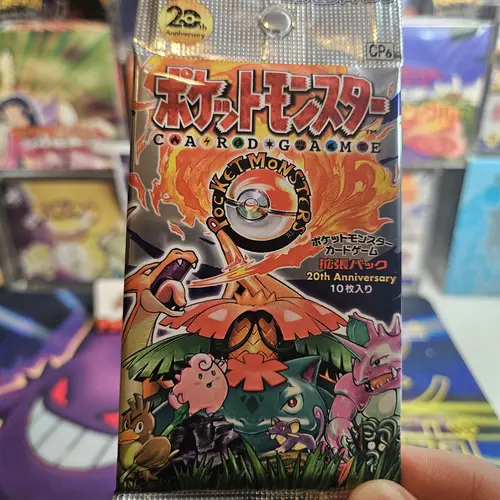 20th
Anniversary
CP6
ポケットモンスター
TM
CARD GAME
POCKET MONSTERS
ポケットモンスター
カードゲーム
拡張パック
20th Anniversary
10枚入り